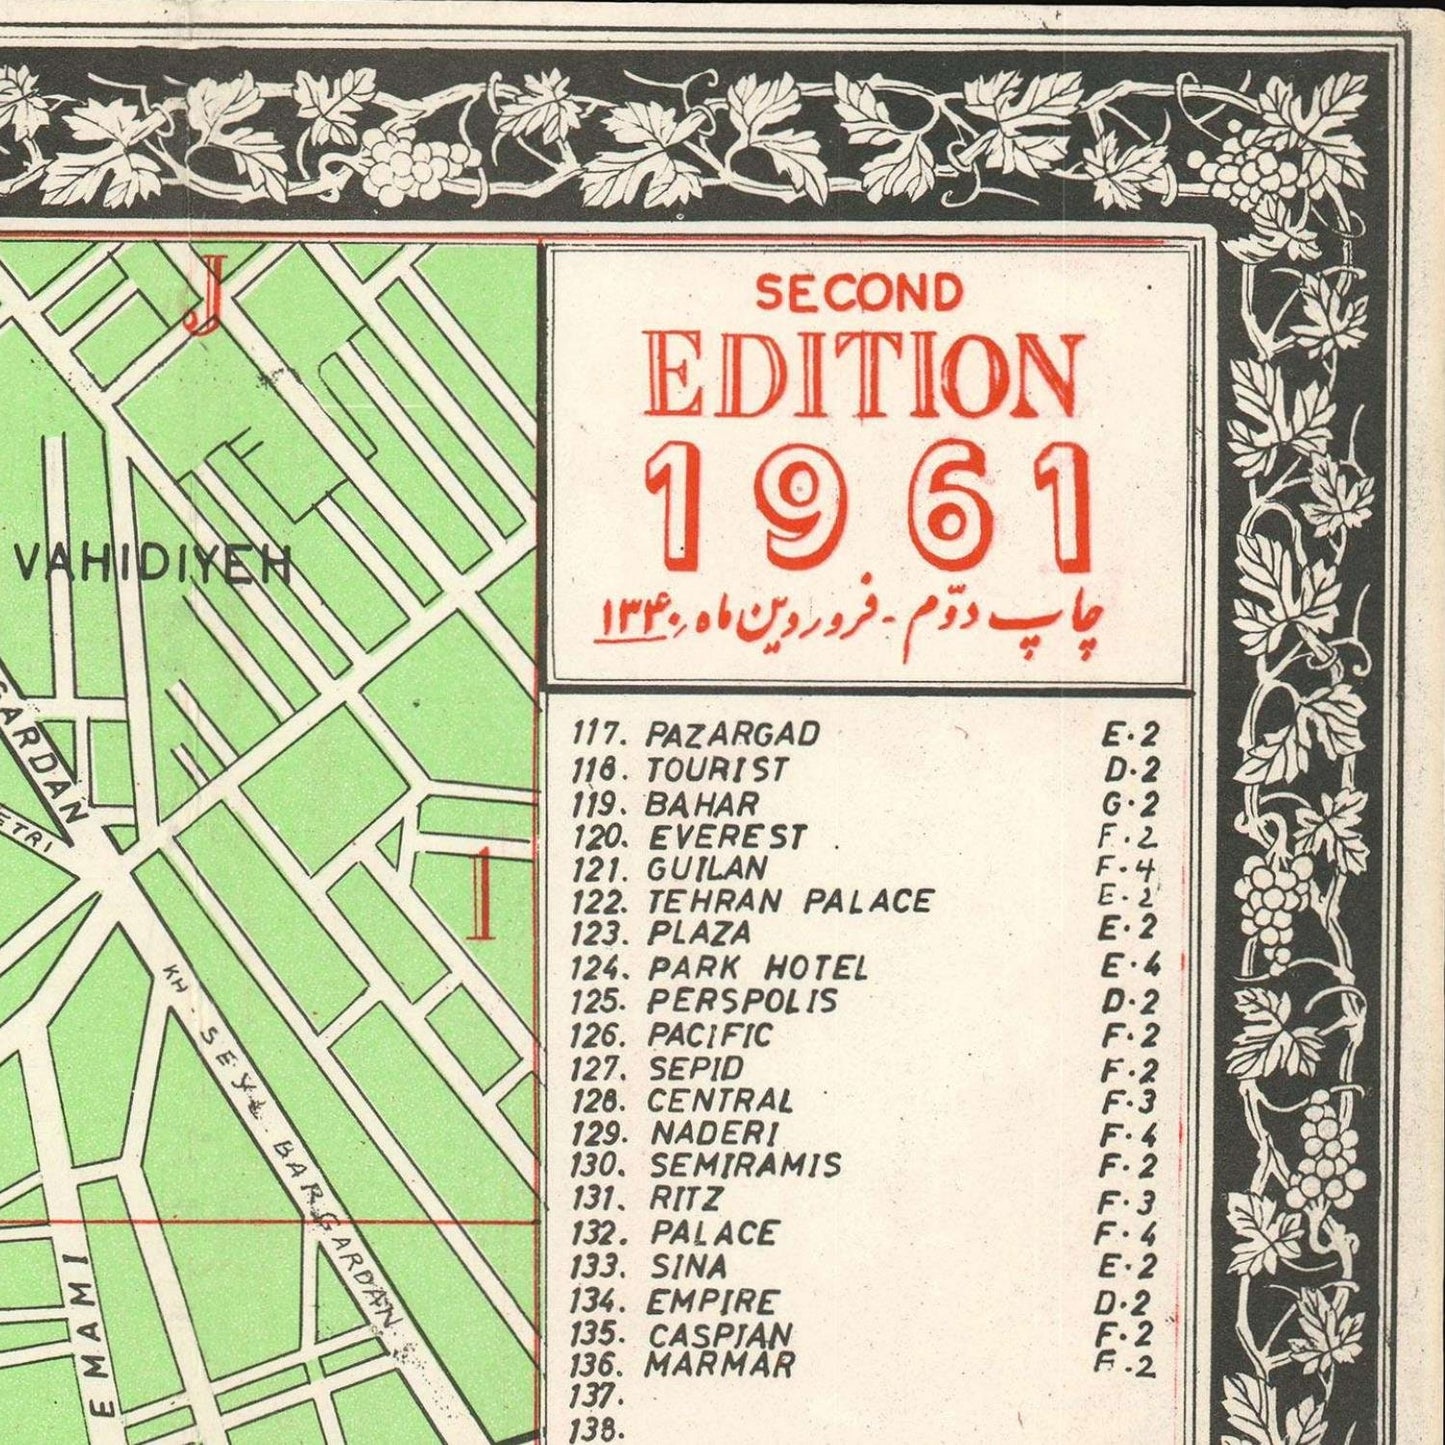 J
SECOND
EDITION
1961
چاپ دوّم - فروردین ماه ۱۳۴۰
VAHIDIYEH
GARDAN
ETRI
1
KH. SEYL BARGARDAN
EMAMI
117. PAZARGAD E.2
118. TOURIST D.2
119. BAHAR G.2
120. EVEREST F.2
121. GUILAN F.4
122. TEHRAN PALACE E.2
123. PLAZA E.2
124. PARK HOTEL E.4
125. PERSPOLIS D.2
126. PACIFIC F.2
127. SEPID F.2
128. CENTRAL F.3
129. NADERI F.4
130. SEMIRAMIS F.2
131. RITZ F.3
132. PALACE F.4
133. SINA E.2
134. EMPIRE D.2
135. CASPIAN F.2
136. MARMAR .2
137.
138.